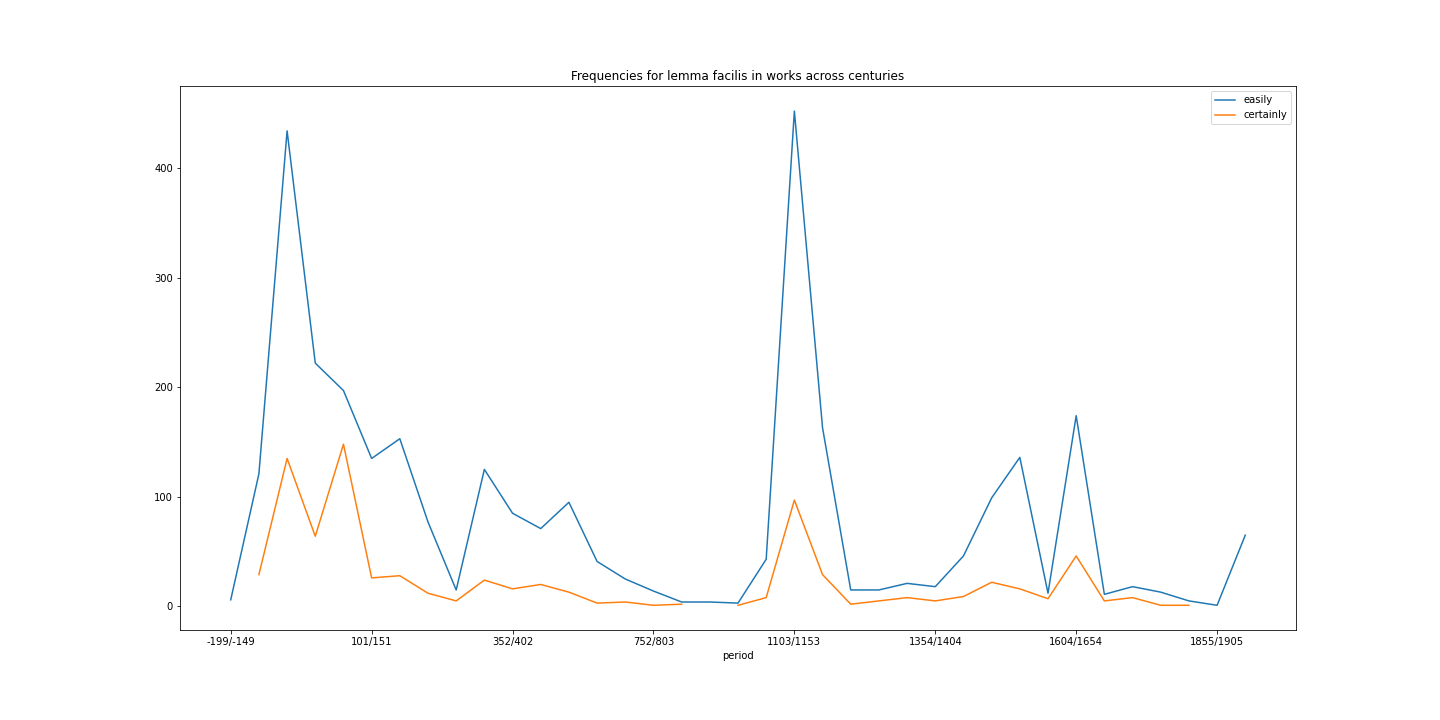 Frequencies for lemma facilis in works across centuries
easily
certainly
400
300
200
100
0
-199/-149 101/151 352/402 752/803 1103/1153 1354/1404 1604/1654 1855/1905
period